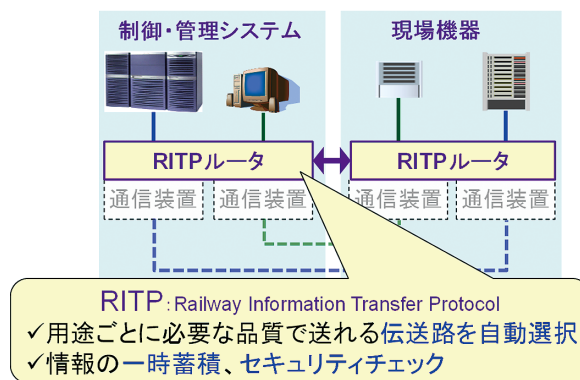 制御・管理システム
現場機器
RITPルータ
RITPルータ
通信装置
通信装置
通信装置
通信装置
RITP：Railway Information Transfer Protocol
✓用途ごとに必要な品質で送れる伝送路を自動選択
✓情報の一時蓄積、セキュリティチェック